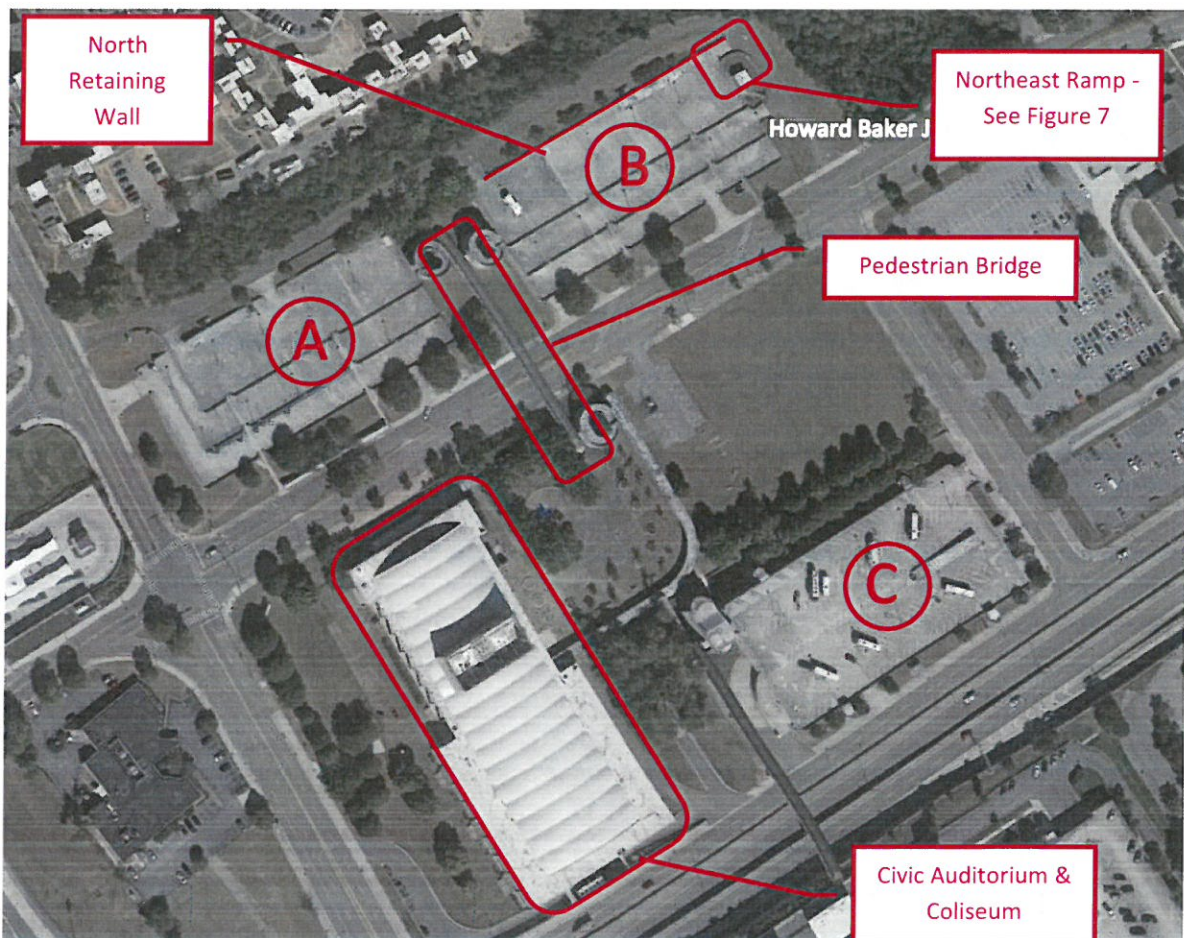 North
Retaining
Wall
Northeast Ramp -
See Figure 7
Howard Baker J
B
Pedestrian Bridge
A
C
Civic Auditorium &
Coliseum